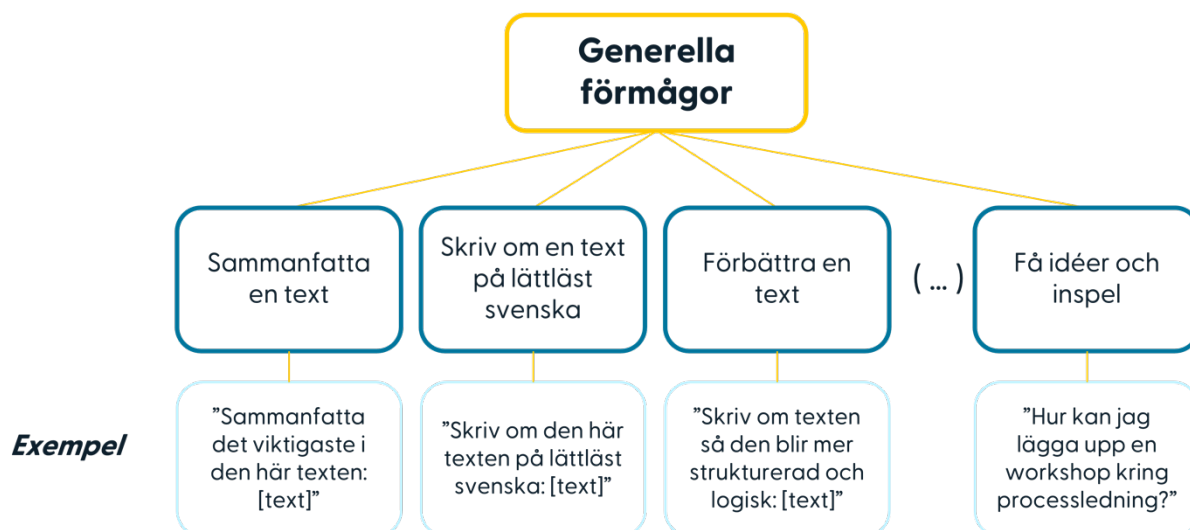 Generella
förmågor
Sammanfatta
en text
Skriv om en text
på lättläst
svenska
Förbättra en
text
( ... )
Få idéer och
inspel
Exempel
”Sammanfatta
det viktigaste i
den här texten:
[text]”
”Skriv om den här
texten på lättläst
svenska: [text]”
”Skriv om texten
så den blir mer
strukturerad och
logisk: [text]”
”Hur kan jag
lägga upp en
workshop kring
processledning?”